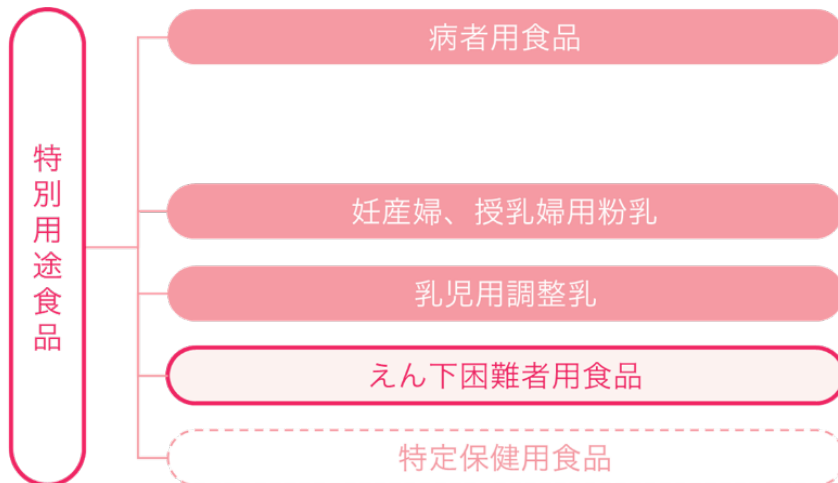 特別用途食品
病者用食品
妊産婦、授乳婦用粉乳
乳児用調整乳
えん下困難者用食品
特定保健用食品